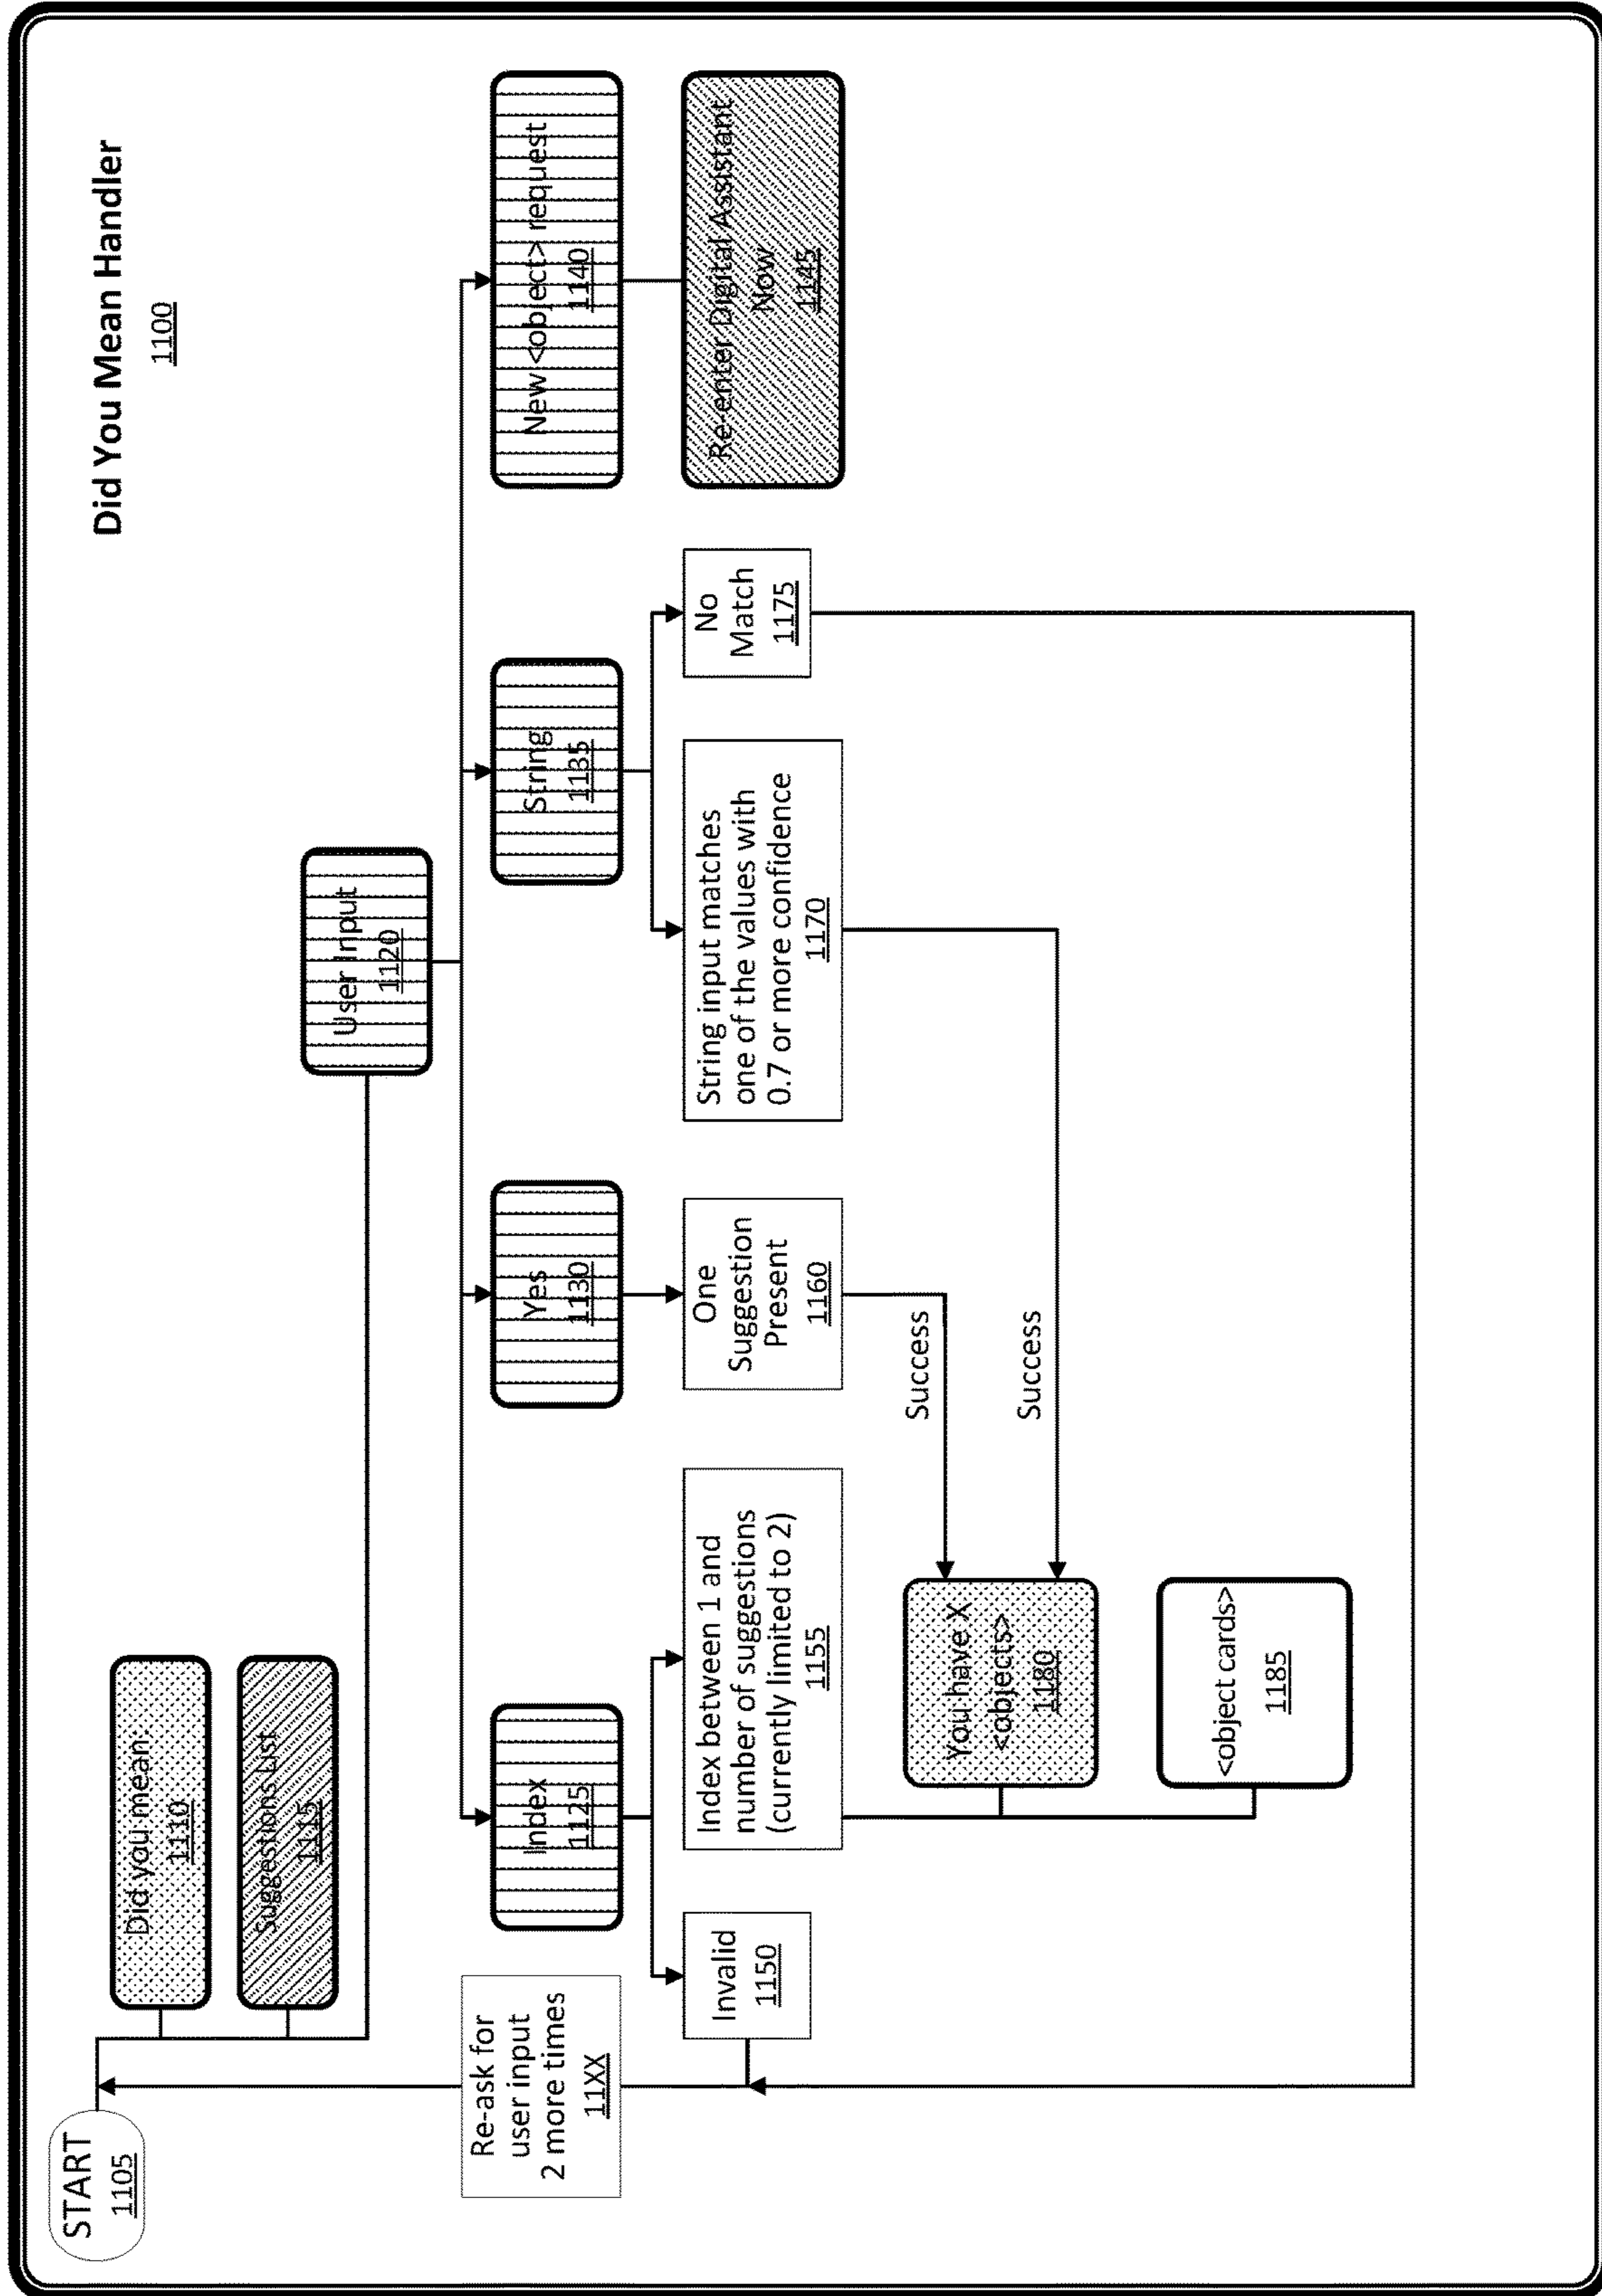 Did You Mean Handler
1100
START
1105
Did you mean:
1110
Suggestions List
1115
User Input
1120
Re-ask for
user input
2 more times
11XX
Index
1125
Yes
1130
String
1135
New <object> request
1140
Invalid
1150
Index between 1 and
number of suggestions
(currently limited to 2)
1155
One
Suggestion
Present
1160
String input matches
one of the values with
0.7 or more confidence
1170
No
Match
1175
Re-enter Digital Assistant
Now
1145
Success
Success
You have X
<objects>
1180
<object cards>
1185